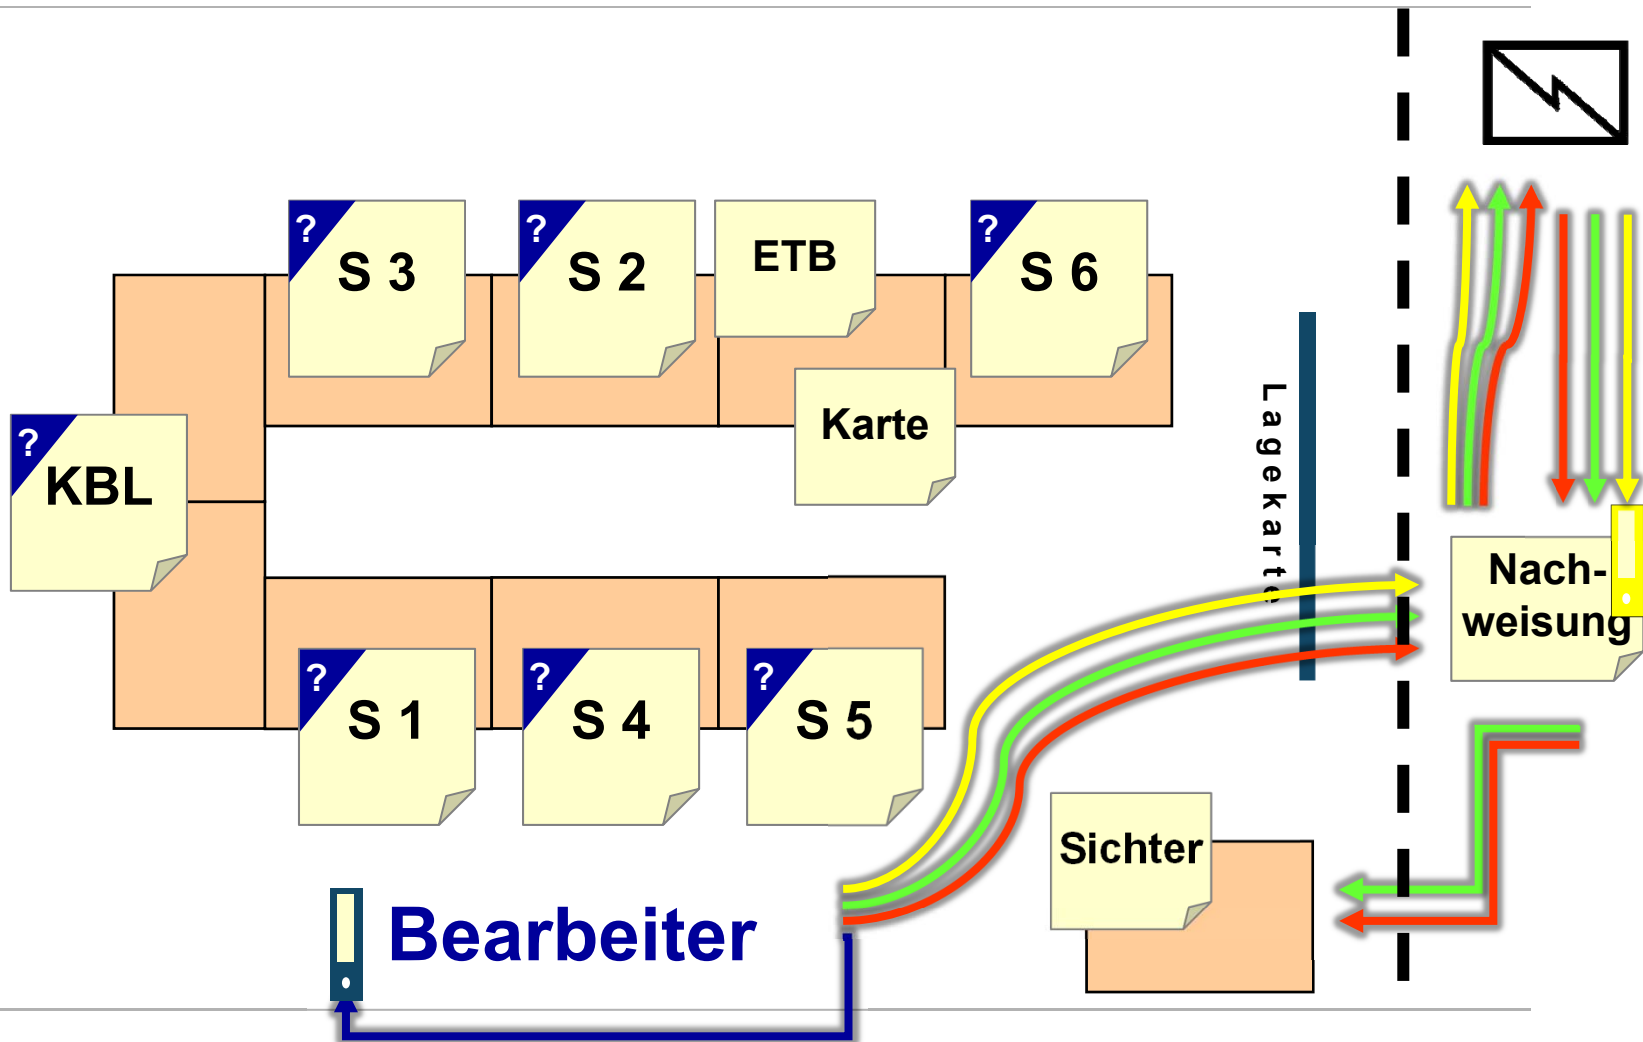 ?
S 3
?
S 2
ETB
?
S 6
Karte
?
KBL
Lagekarte
Nach-
weisung
?
S 1
?
S 4
?
S 5
Sichter
Bearbeiter